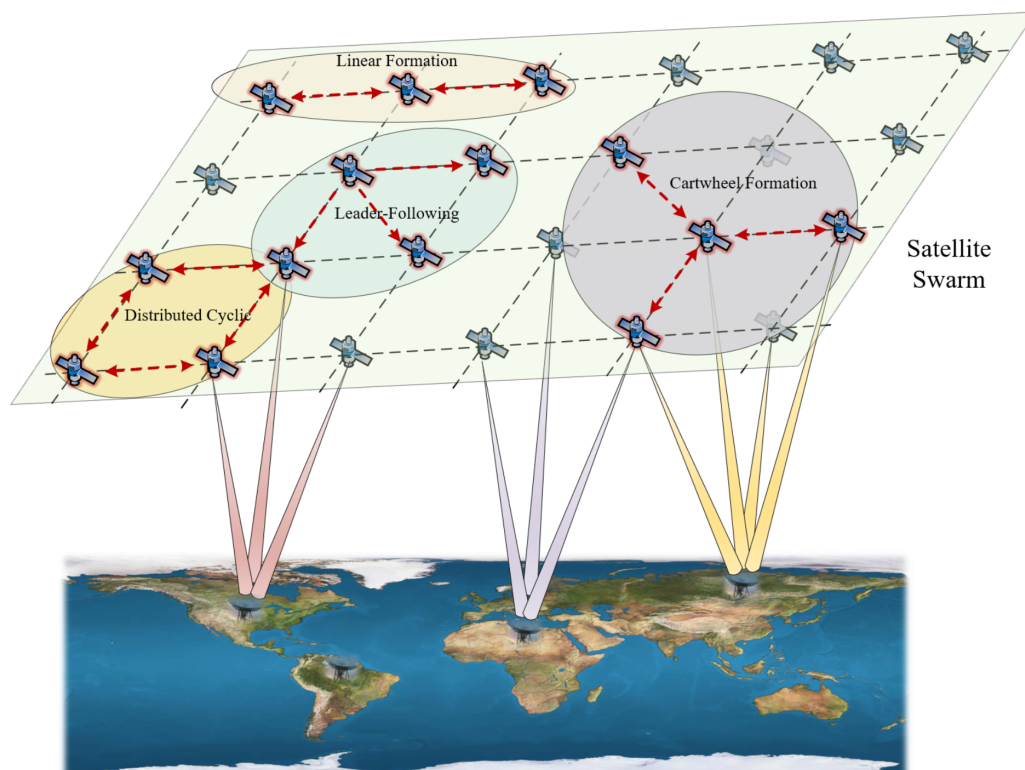 Linear Formation
Cartwheel Formation
Leader-Following
Satellite
Swarm
Distributed Cyclic